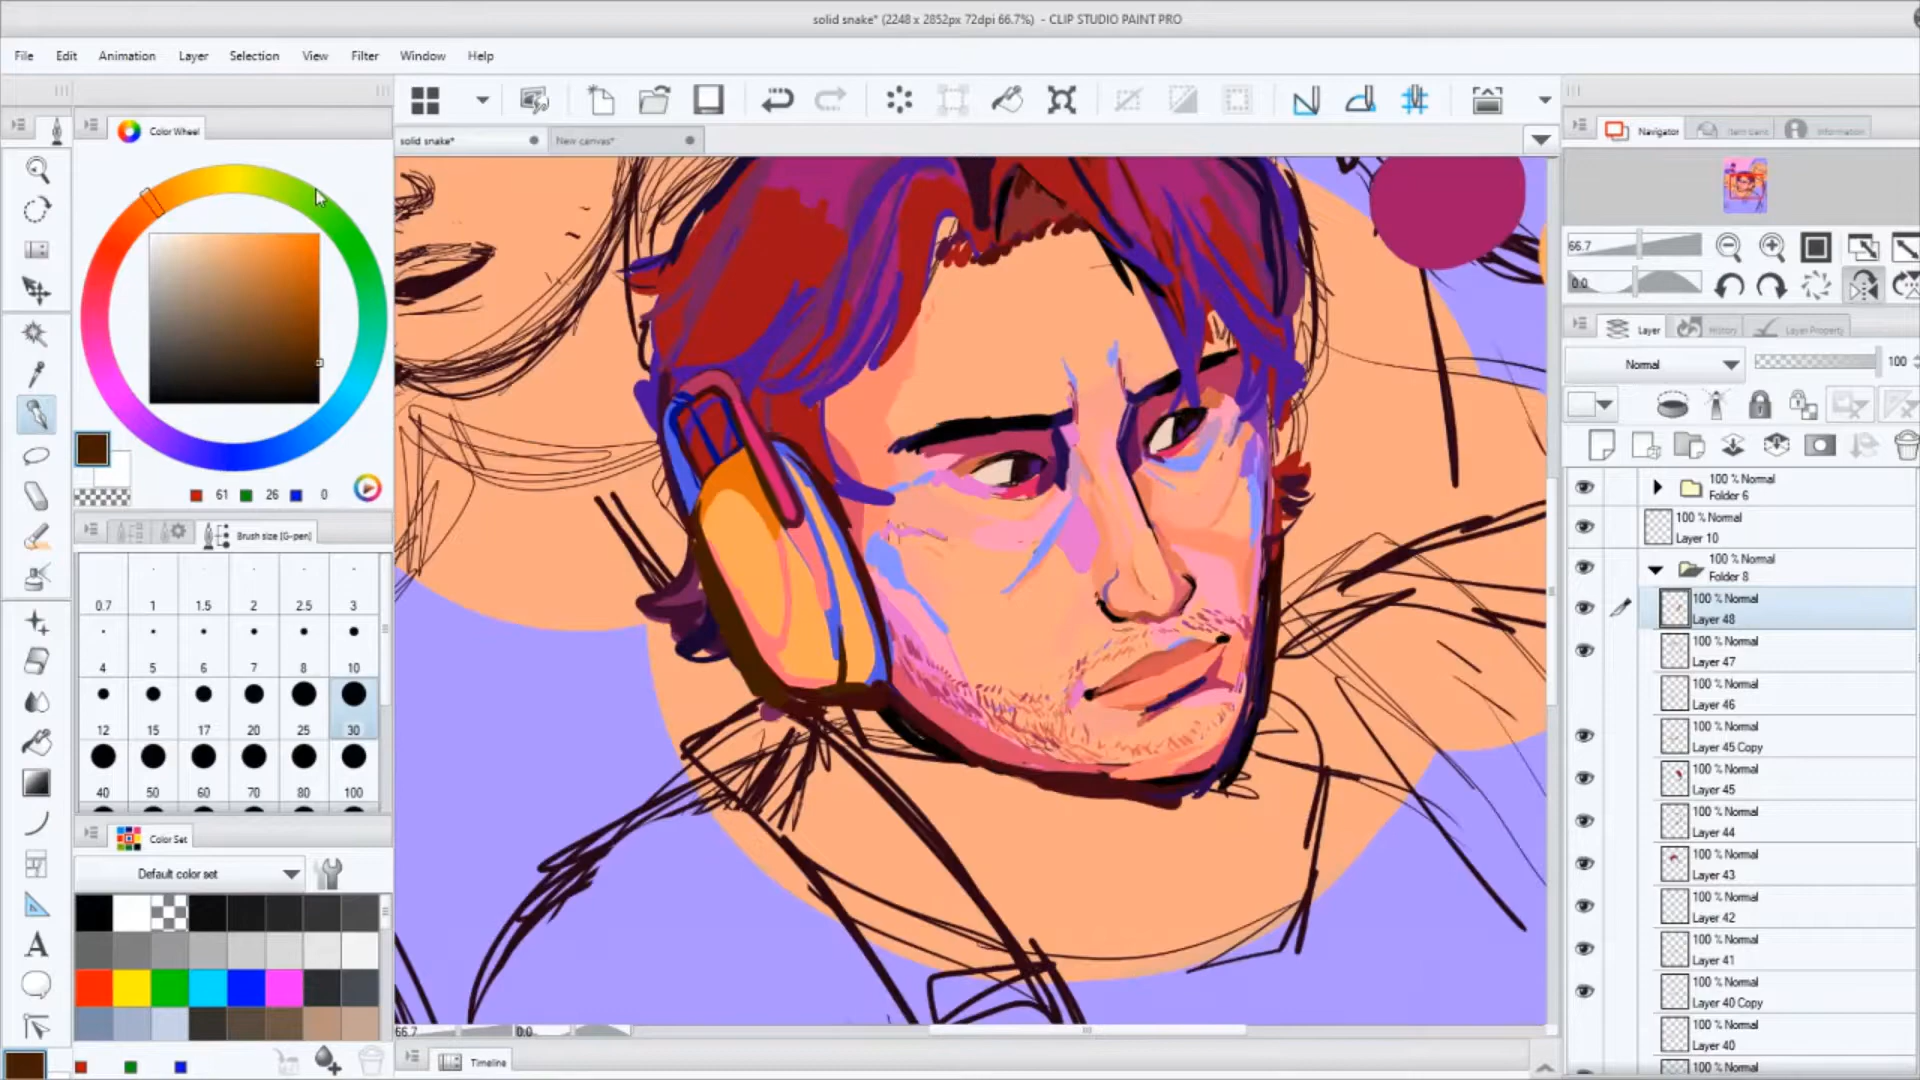 solid snake* (2248 x 2852px 72dpi 66.7%) - CLIP STUDIO PAINT PRO
File Edit Animation Layer Selection View Filter Window Help
Color Wheel
solid snake* New canvas*
Navigator Item bank Information
66.7
0.0
Layer History Layer Property
Normal 100
61 26 0
Brush size [G-pen]
0.7 1 1.5 2 2.5 3
4 5 6 7 8 10
12 15 17 20 25 30
40 50 60 70 80 100
Color Set
Default color set
A
100 % Normal
Folder 6
100 % Normal
Layer 10
100 % Normal
Folder 8
100 % Normal
Layer 48
100 % Normal
Layer 47
100 % Normal
Layer 46
100 % Normal
Layer 45 Copy
100 % Normal
Layer 45
100 % Normal
Layer 44
100 % Normal
Layer 43
100 % Normal
Layer 42
100 % Normal
Layer 41
100 % Normal
Layer 40 Copy
100 % Normal
Layer 40
100 % Normal
66.7 0.0
Timeline